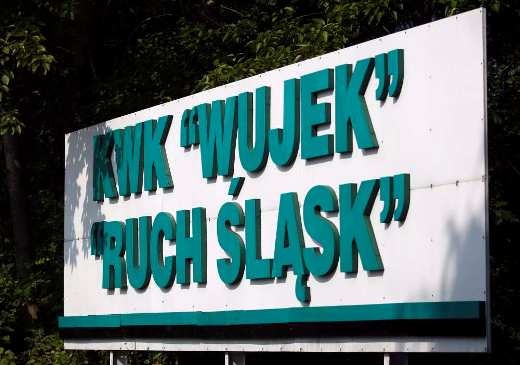 KWK “WUJEK”
“RUCH ŚLĄSK”